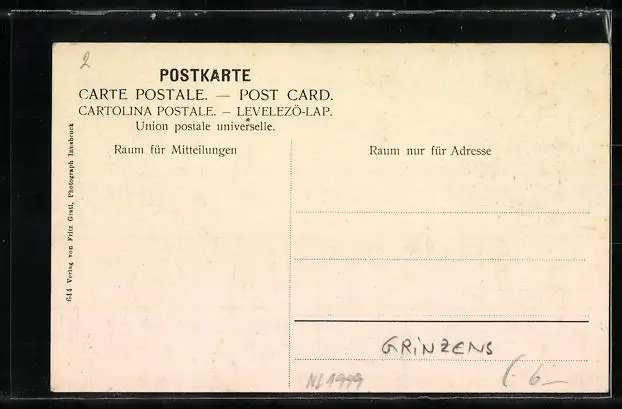 2
POSTKARTE
CARTE POSTALE. — POST CARD.
CARTOLINA POSTALE. — LEVELEZÖ-LAP.
Union postale universelle.
Raum für Mitteilungen
Raum nur für Adresse
644 Verlag von Fritz Gratl, Photograph Innsbruck
GRINZENS
6.—